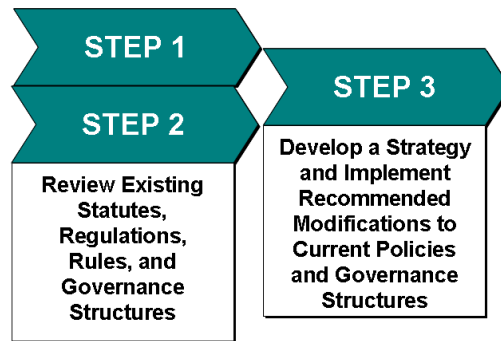 STEP 1
STEP 2
Review Existing
Statutes,
Regulations,
Rules, and
Governance
Structures
STEP 3
Develop a Strategy
and Implement
Recommended
Modifications to
Current Policies
and Governance
Structures